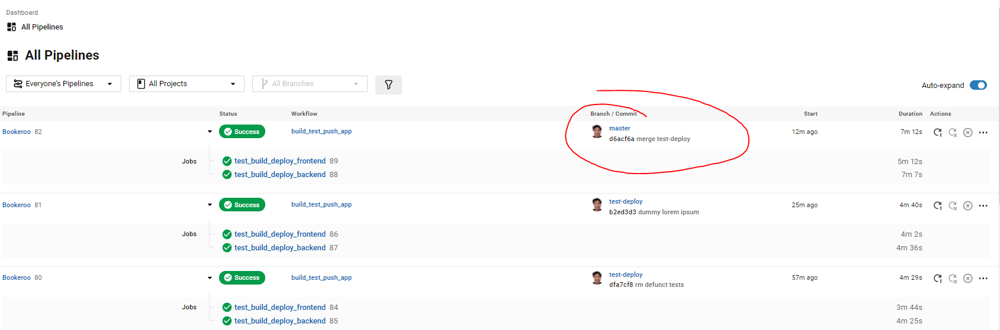 Dashboard
All Pipelines
All Pipelines
Everyone's Pipelines All Projects All Branches
Auto-expand
Pipeline Status Workflow Branch / Commit Start Duration Actions
Bookeroo 82 Success build_test_push_app master 12m ago 7m 12s
d6acf6a merge test-deploy
Jobs test_build_deploy_frontend 89 5m 12s
test_build_deploy_backend 88 7m 7s
Bookeroo 81 Success build_test_push_app test-deploy 25m ago 4m 40s
b2ed3d3 dummy lorem ipsum
Jobs test_build_deploy_frontend 86 4m 2s
test_build_deploy_backend 87 4m 36s
Bookeroo 80 Success build_test_push_app test-deploy 57m ago 4m 29s
dfa7cf8 rm defunct tests
Jobs test_build_deploy_frontend 84 3m 44s
test_build_deploy_backend 85 4m 25s